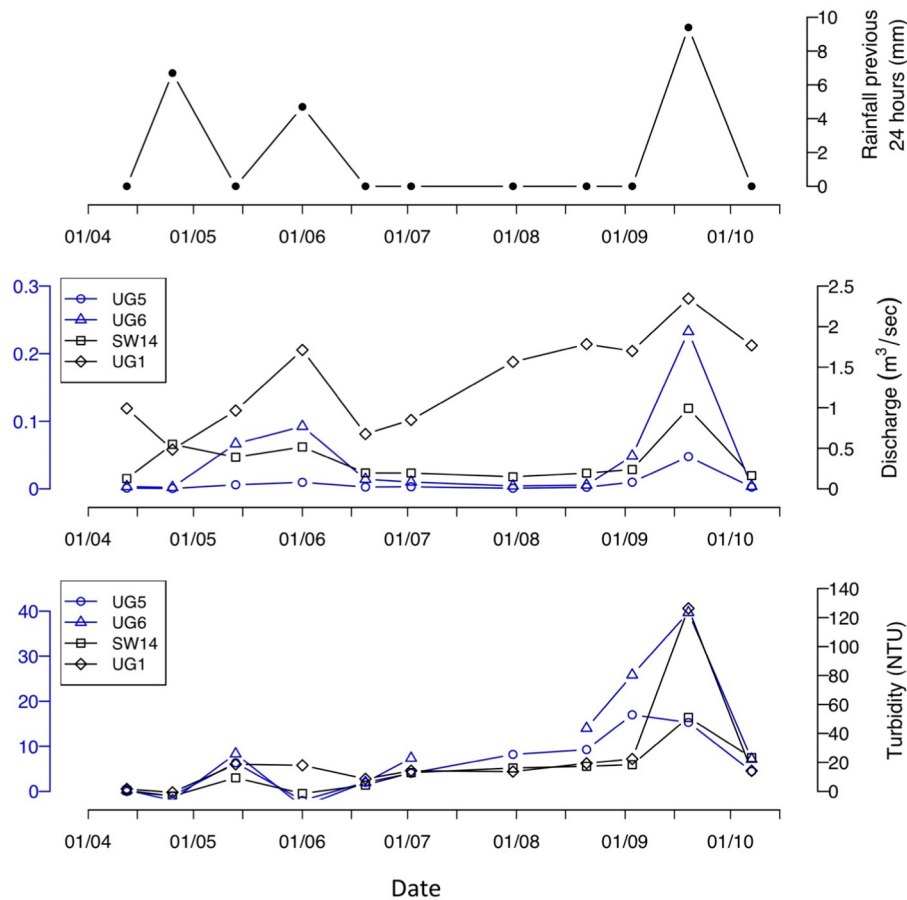 10
8
6
4
2
0
Rainfall previous
24 hours (mm)
01/04 01/05 01/06 01/07 01/08 01/09 01/10
0.3
0.2
0.1
0
UG5
UG6
SW14
UG1
2.5
2
1.5
1
0.5
0
Discharge (m³/sec)
01/04 01/05 01/06 01/07 01/08 01/09 01/10
40
30
20
10
0
UG5
UG6
SW14
UG1
140
120
100
80
60
40
20
0
Turbidity (NTU)
01/04 01/05 01/06 01/07 01/08 01/09 01/10
Date